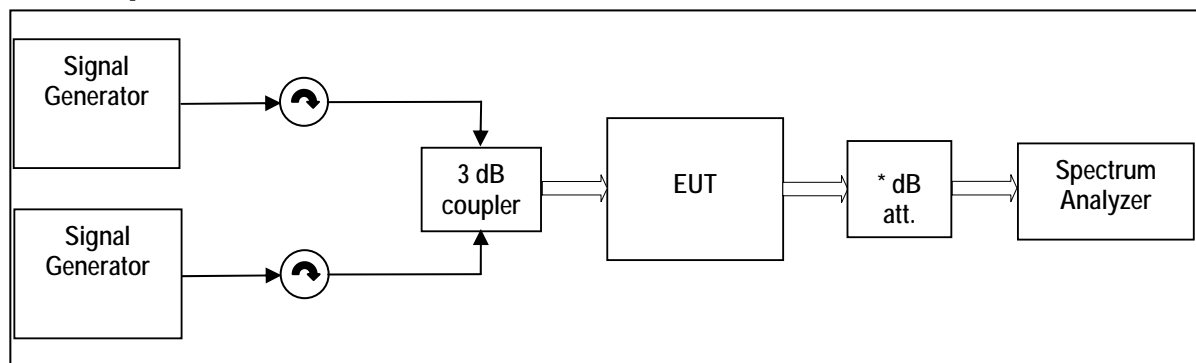 Signal
Generator
3 dB
coupler
EUT
* dB
att.
Spectrum
Analyzer
Signal
Generator